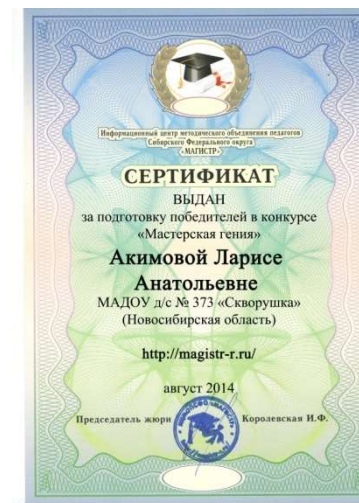 Информационный центр методического объединения педагогов
Сибирского Федерального округа
«МАГИСТР»
СЕРТИФИКАТ
ВЫДАН
за подготовку победителей в конкурсе
«Мастерская гения»
Акимовой Ларисе
Анатольевне
МАДОУ д/с № 373 «Скворушка»
(Новосибирская область)
http://magistr-r.ru/
август 2014
Председатель жюри Королевская И.Ф.